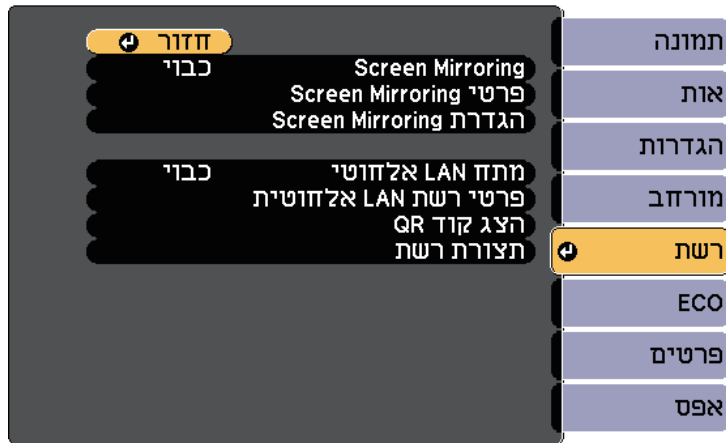 תמונה
אות
הגדרות
מורחב
רשת
ECO
פרטים
אפס
חזור
Screen Mirroring כבוי
פרטי Screen Mirroring
הגדרת Screen Mirroring
מתח LAN אלחוטי כבוי
פרטי רשת LAN אלחוטית
הצג קוד QR
תצורת רשת